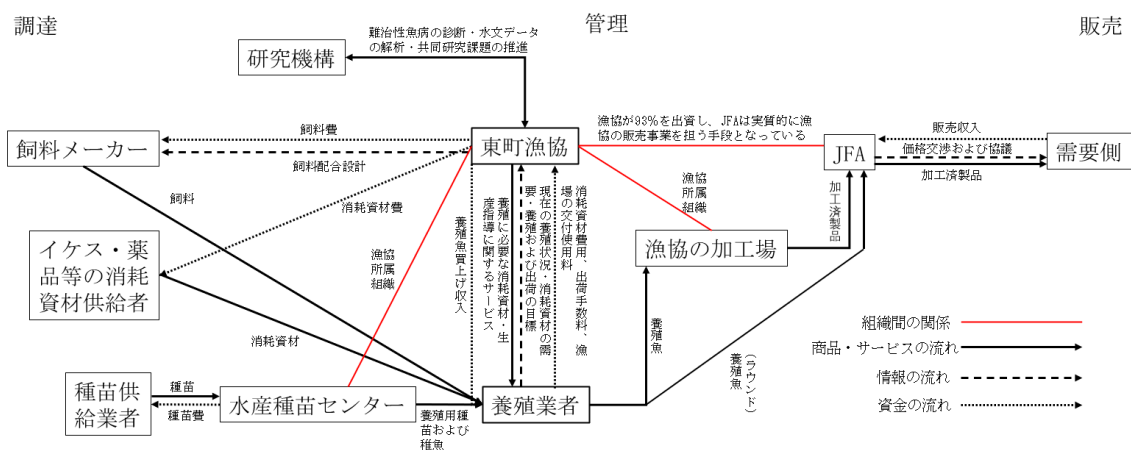 調達
管理
販売
難治性魚病の診断・水文データ
の解析・共同研究課題の推進
研究機構
飼料メーカー
飼料費
飼料配合設計
東町漁協
漁協が93%を出資し、JFAは実質的に漁
協の販売事業を担う手段となっている
JFA
販売収入
価格交渉および協議
加工済製品
需要側
飼料
消耗資材費
イケス・薬
品等の消耗
資材供給者
漁協
所属
組織
養殖魚買上げ収入
養殖に必要な消耗資材・生
産指導に関するサービス
現在の養殖状況・消耗資材の需
要・養殖および出荷の目標
消耗資材費用、出荷手数料、漁
場の交付使用料
漁協
所属
組織
漁協の加工場
加工済製品
消耗資材
養殖魚
養殖魚
(ラウンド)
種苗供
給業者
種苗
種苗費
水産種苗センター
養殖用種
苗および
稚魚
養殖業者
組織間の関係
商品・サービスの流れ
情報の流れ
資金の流れ